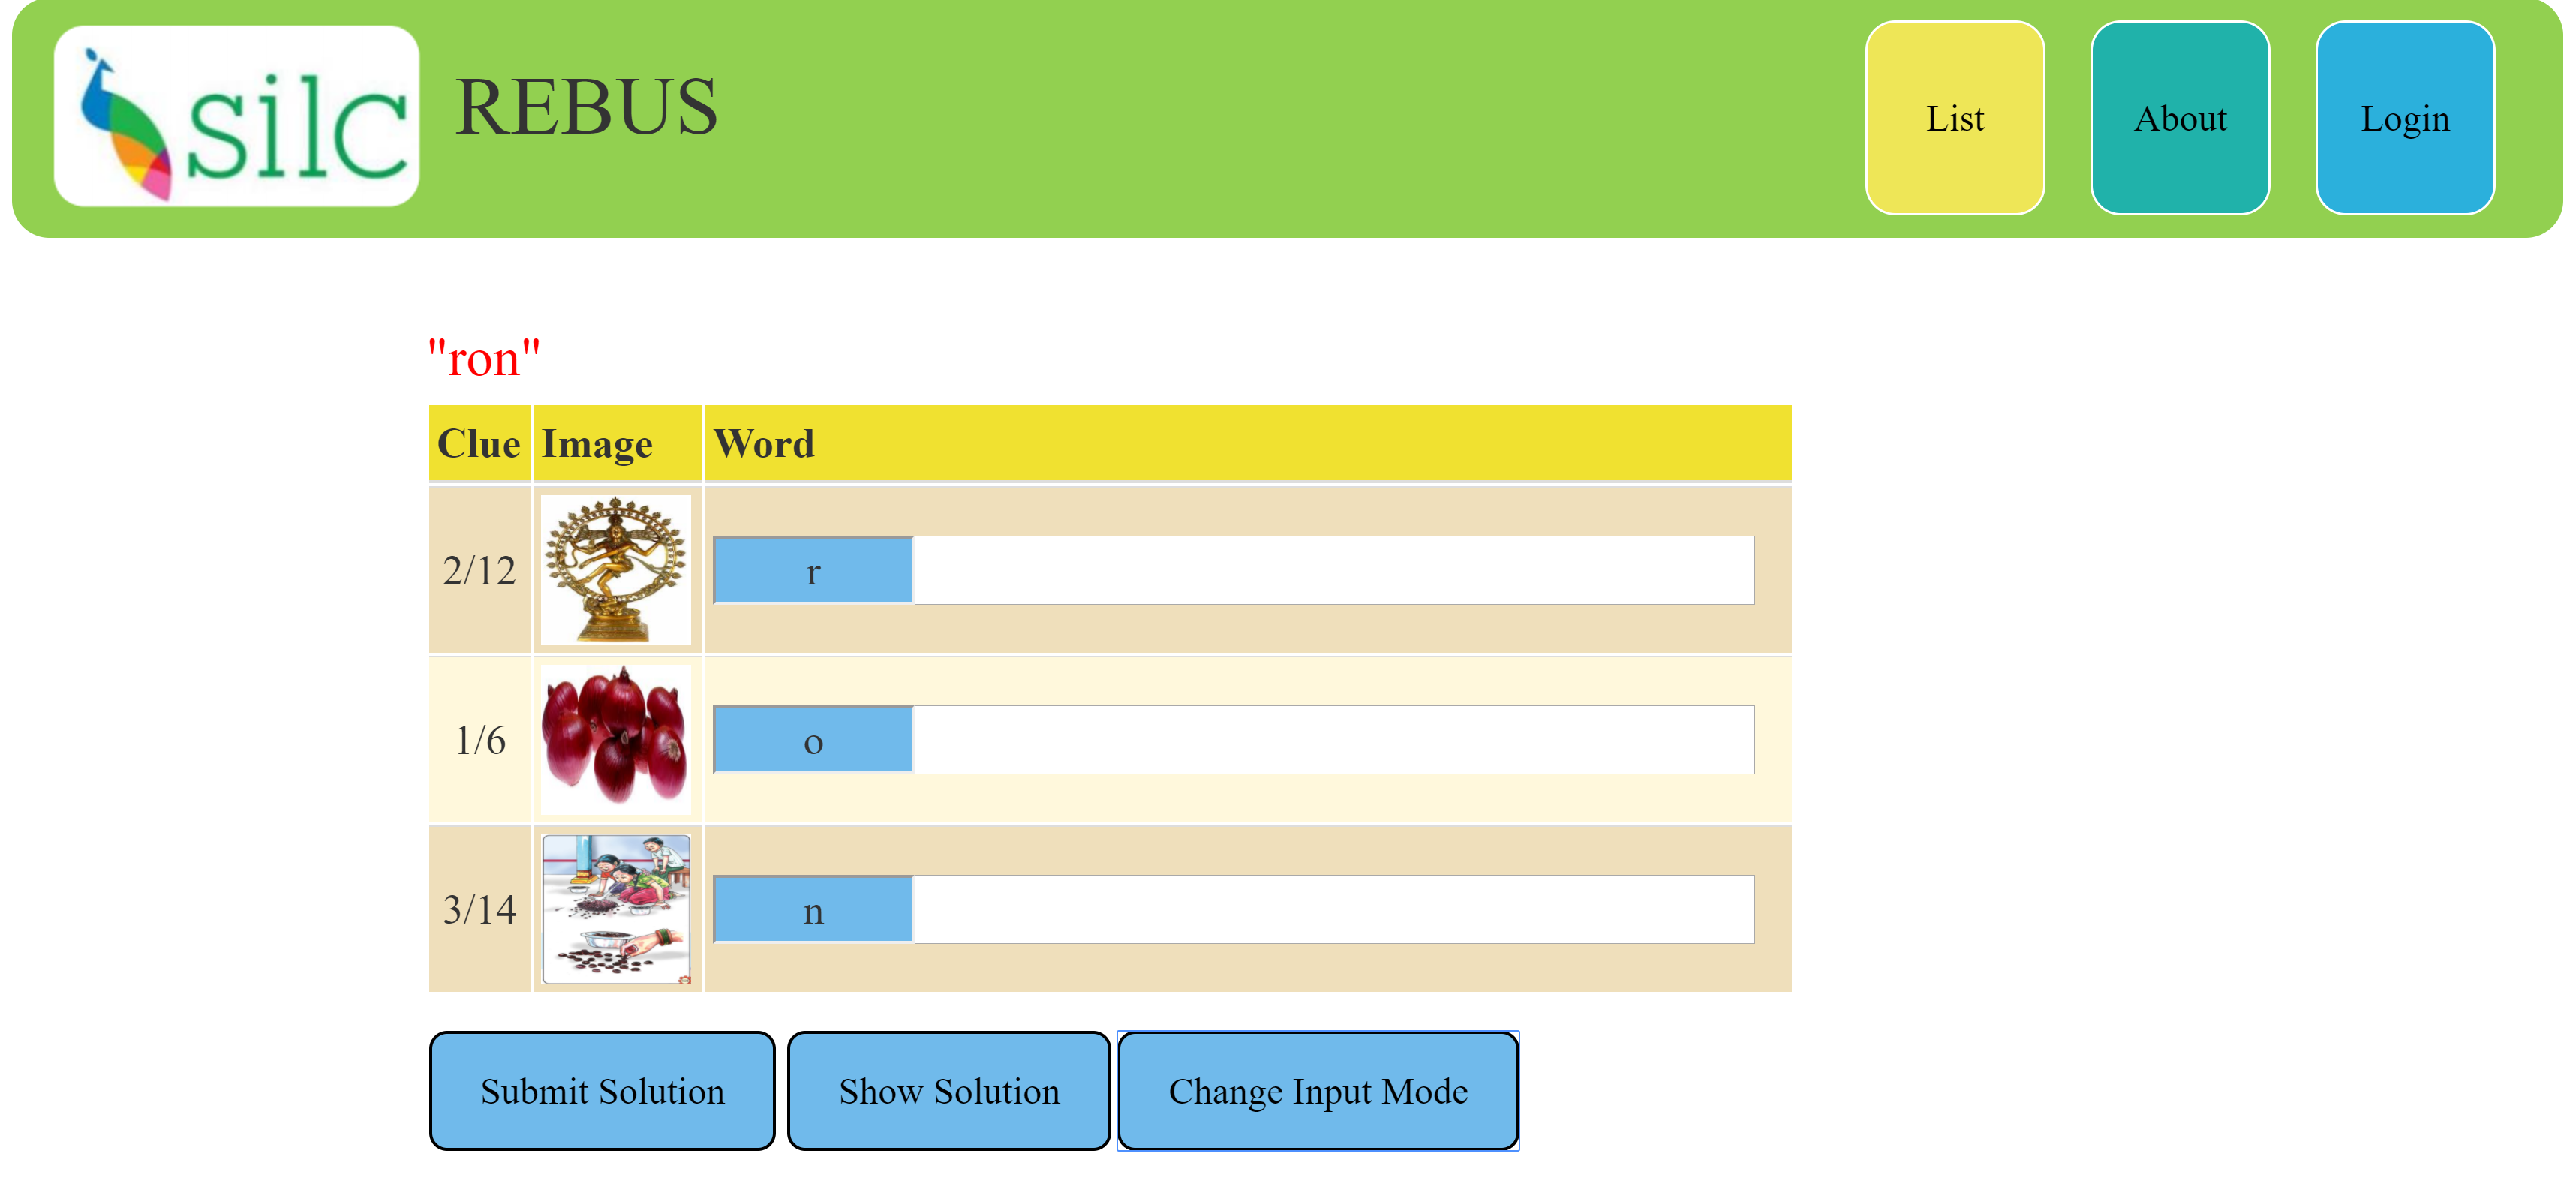 silc
REBUS
List
About
Login
"ron"
Clue Image Word
2/12 r
1/6 o
3/14 n
Submit Solution Show Solution Change Input Mode